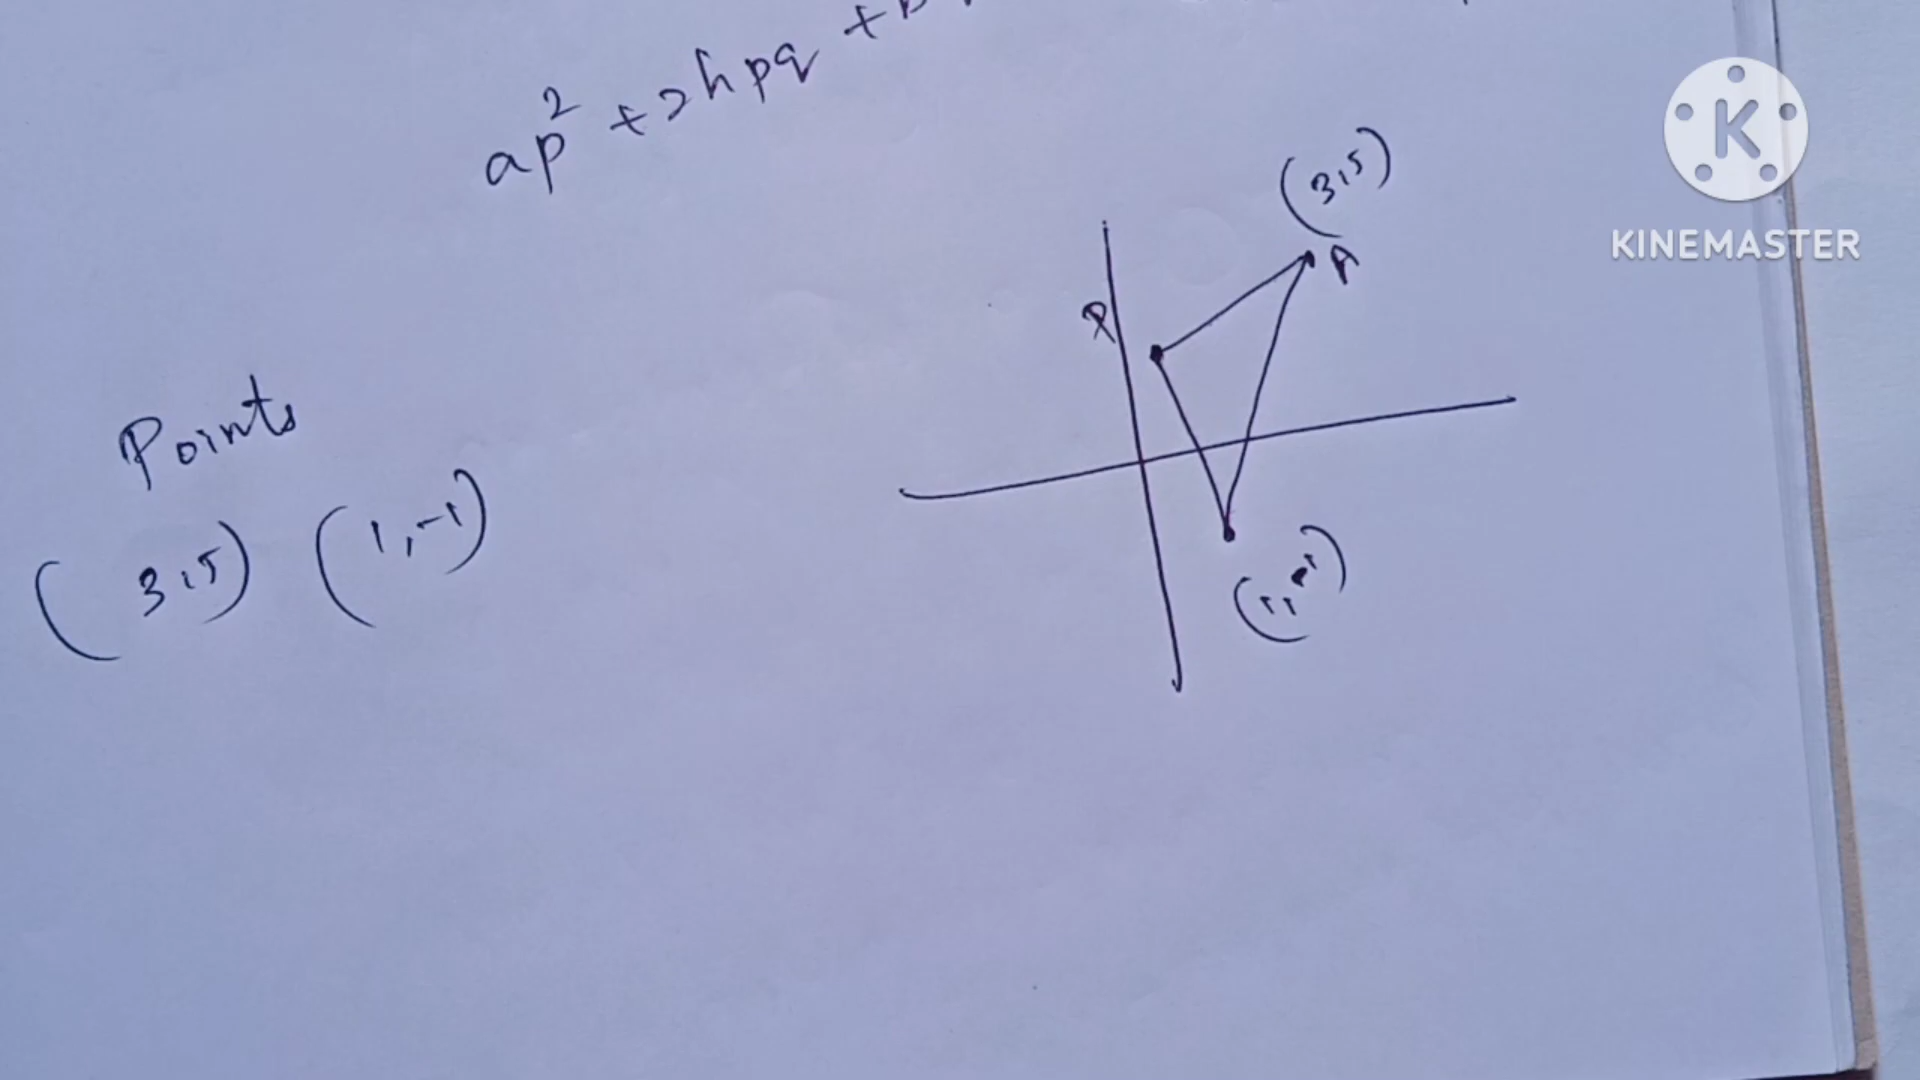 ap² + 2hpq +
(3,5)
A
P
Points
(3,5) (1,-1)
(1,-1)
KINEMASTER